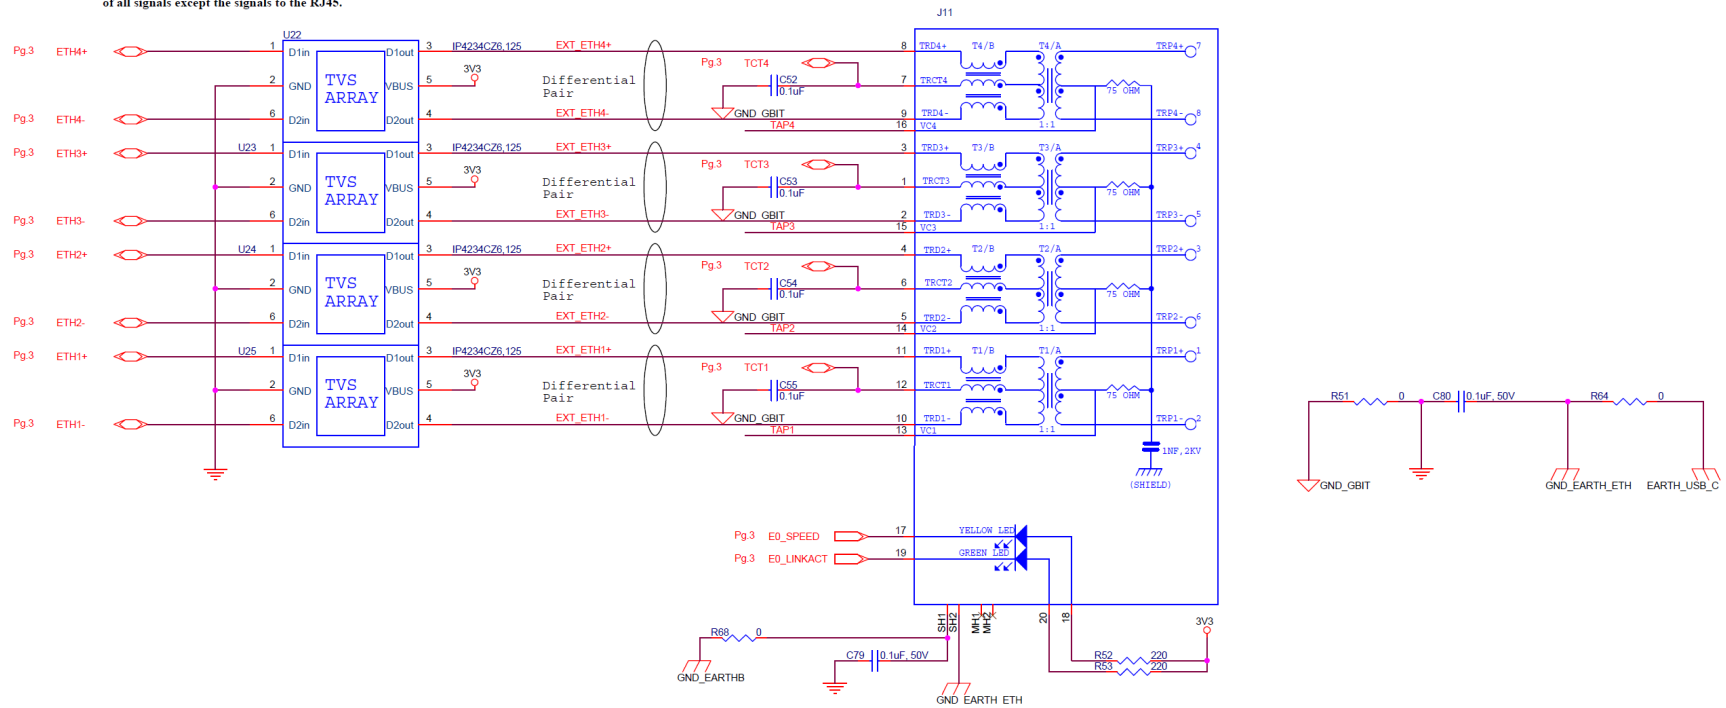 of all signals except the signals to the RJ45.
J11
U22
Pg.3 ETH4+ 1 D1in TVS ARRAY D1out 3 IP4234CZ6,125 EXT_ETH4+ 8 TRD4+ T4/B T4/A TRP4+ 7
Pg.3 TCT4
2 GND VBUS 5 3V3 Differential Pair C52 0.1uF 7 TRCT4 75 OHM
Pg.3 ETH4- 6 D2in D2out 4 EXT_ETH4- GND_GBIT 9 TRD4- TRP4- 8
TAP4 16 VC4 1:1
Pg.3 ETH3+ U23 1 D1in TVS ARRAY D1out 3 IP4234CZ6,125 EXT_ETH3+ 3 TRD3+ T3/B T3/A TRP3+ 4
Pg.3 TCT3
2 GND VBUS 5 3V3 Differential Pair C53 0.1uF 1 TRCT3 75 OHM
Pg.3 ETH3- 6 D2in D2out 4 EXT_ETH3- GND_GBIT 2 TRD3- TRP3- 5
TAP3 15 VC3 1:1
Pg.3 ETH2+ U24 1 D1in TVS ARRAY D1out 3 IP4234CZ6,125 EXT_ETH2+ 4 TRD2+ T2/B T2/A TRP2+ 3
Pg.3 TCT2
2 GND VBUS 5 3V3 Differential Pair C54 0.1uF 6 TRCT2 75 OHM
Pg.3 ETH2- 6 D2in D2out 4 EXT_ETH2- GND_GBIT 5 TRD2- TRP2- 6
TAP2 14 VC2 1:1
Pg.3 ETH1+ U25 1 D1in TVS ARRAY D1out 3 IP4234CZ6,125 EXT_ETH1+ 11 TRD1+ T1/B T1/A TRP1+ 1
Pg.3 TCT1
2 GND VBUS 5 3V3 Differential Pair C55 0.1uF 12 TRCT1 75 OHM
Pg.3 ETH1- 6 D2in D2out 4 EXT_ETH1- GND_GBIT 10 TRD1- TRP1- 2
TAP1 13 VC1 1:1
1NF,2KV
(SHIELD)
R51 0 C80 0.1uF, 50V R64 0
GND_GBIT GND_EARTH_ETH EARTH_USB_C
Pg.3 E0_SPEED 17 YELLOW LED
Pg.3 E0_LINKACT 19 GREEN LED
SH1 SH2 MH1 MH2 20 18
3V3
R68 0
C79 0.1uF, 50V
R52 220
R53 220
GND_EARTHB
GND_EARTH_ETH